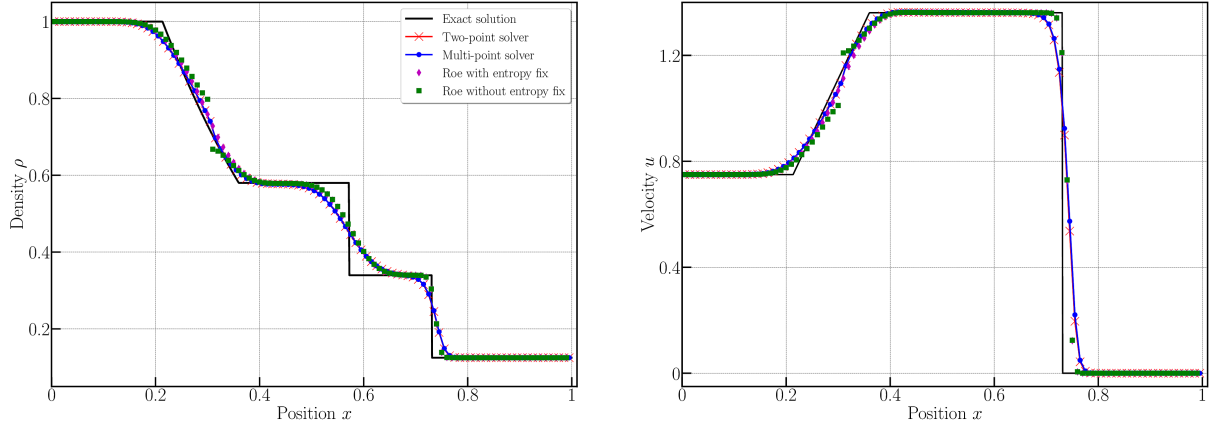 Density ρ
1
0.8
0.6
0.4
0.2
0
0.2
0.4
0.6
0.8
1
Position x
Exact solution
Two-point solver
Multi-point solver
Roe with entropy fix
Roe without entropy fix
Velocity u
1.2
0.8
0.4
0
0
0.2
0.4
0.6
0.8
1
Position x